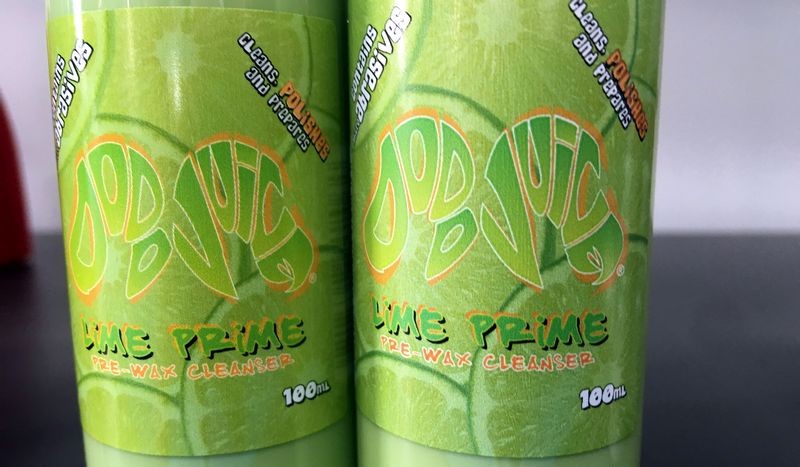 contains
abrasives
Cleans,
POLISHES
and Prepares
DODO JUICE®
LIME PRIME
PRE-WAX CLEANSER
100mL
contains
abrasives
Cleans,
POLISHES
and Prepares
DODO JUICE®
LIME PRIME
PRE-WAX CLEANSER
100mL